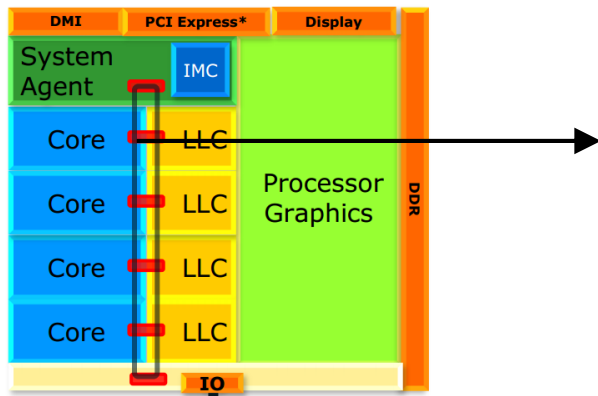 DMI
PCI Express*
Display
System
Agent
IMC
Core
LLC
Core
LLC
Core
LLC
Core
LLC
Processor
Graphics
DDR
IO